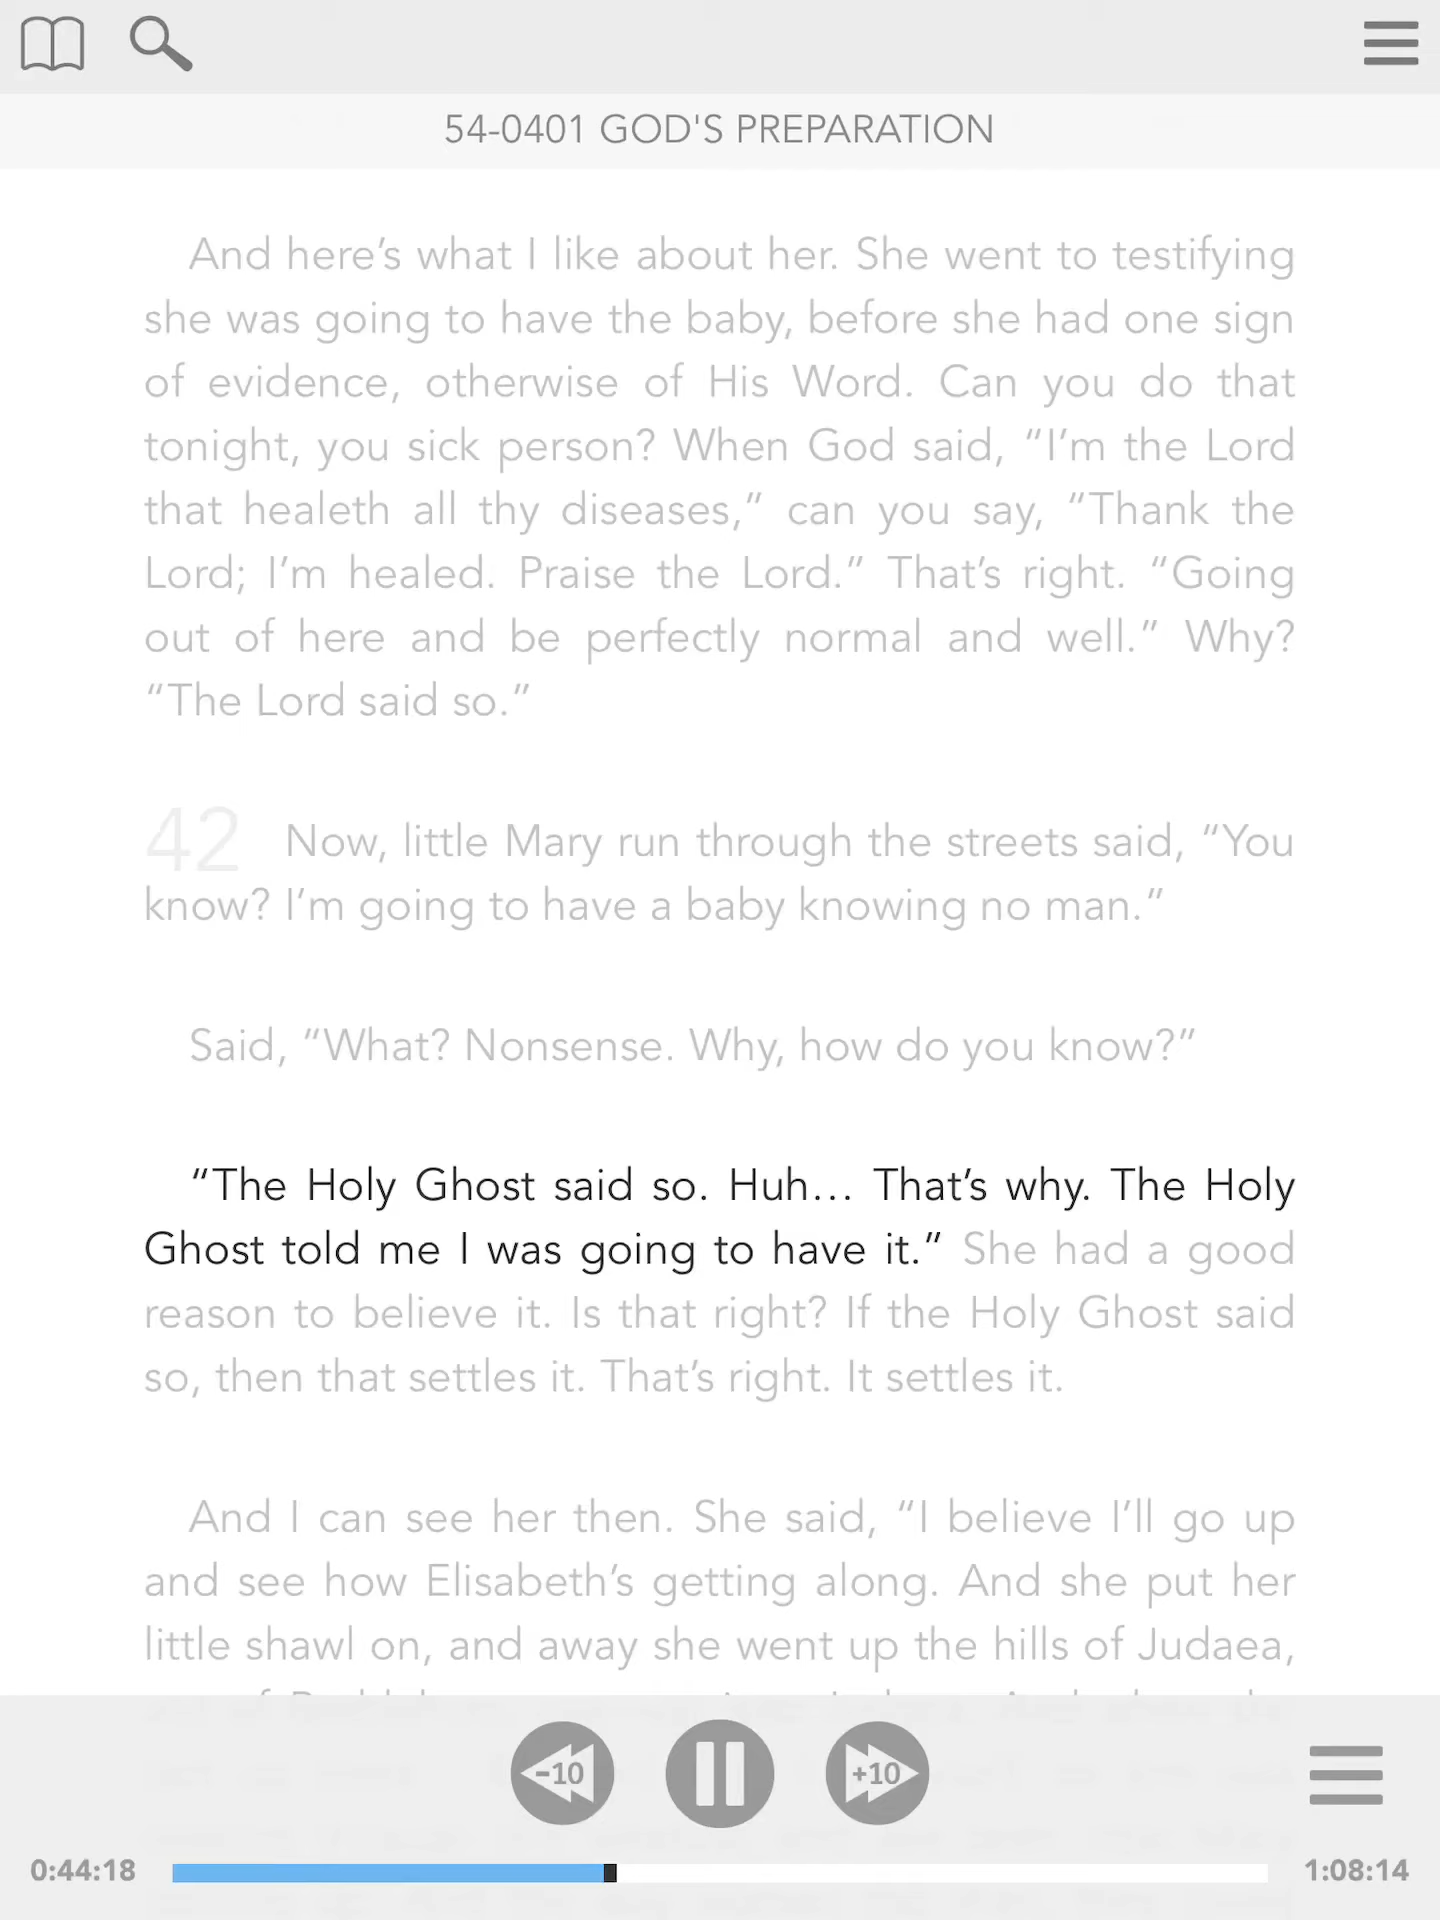 54-0401 GOD'S PREPARATION
And here’s what I like about her. She went to testifying
she was going to have the baby, before she had one sign
of evidence, otherwise of His Word. Can you do that
tonight, you sick person? When God said, “I’m the Lord
that healeth all thy diseases,” can you say, “Thank the
Lord; I’m healed. Praise the Lord.” That’s right. “Going
out of here and be perfectly normal and well.” Why?
“The Lord said so.”
42 Now, little Mary run through the streets said, “You
know? I’m going to have a baby knowing no man.”
Said, “What? Nonsense. Why, how do you know?”
“The Holy Ghost said so. Huh… That’s why. The Holy
Ghost told me I was going to have it.” She had a good
reason to believe it. Is that right? If the Holy Ghost said
so, then that settles it. That’s right. It settles it.
And I can see her then. She said, “I believe I’ll go up
and see how Elisabeth’s getting along. And she put her
little shawl on, and away she went up the hills of Judaea,
-10 +10
0:44:18 1:08:14